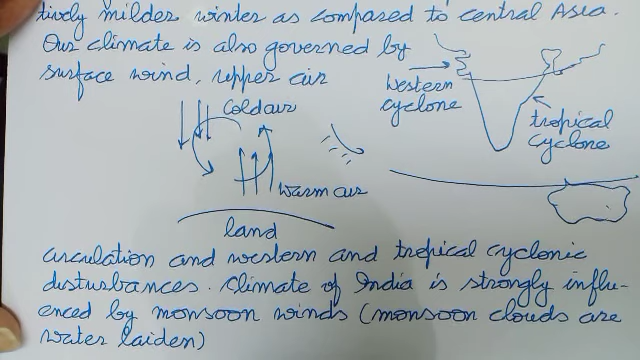 tively milder winter as compared to central Asia.
Our climate is also governed by
surface wind, upper air
cold air
warm air
land
Western
cyclone
tropical
cyclone
circulation and western and tropical cyclonic
disturbances. Climate of India is strongly influ-
enced by monsoon winds (monsoon clouds are
water laiden)